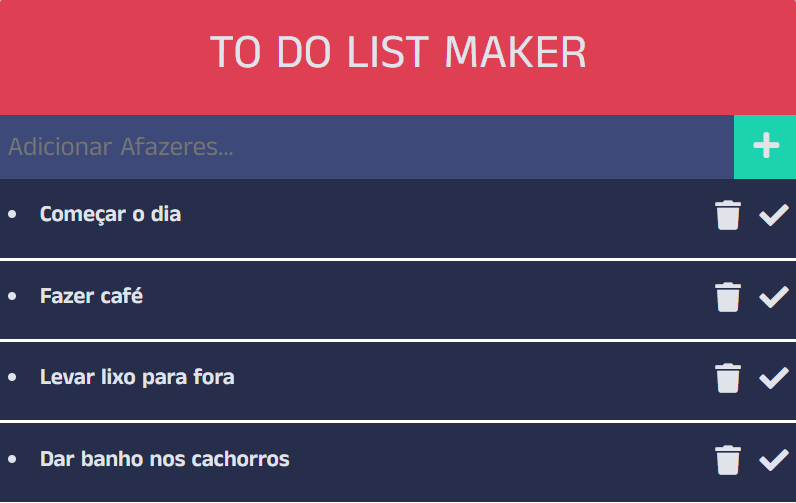 TO DO LIST MAKER
Adicionar Afazeres...
Começar o dia
Fazer café
Levar lixo para fora
Dar banho nos cachorros